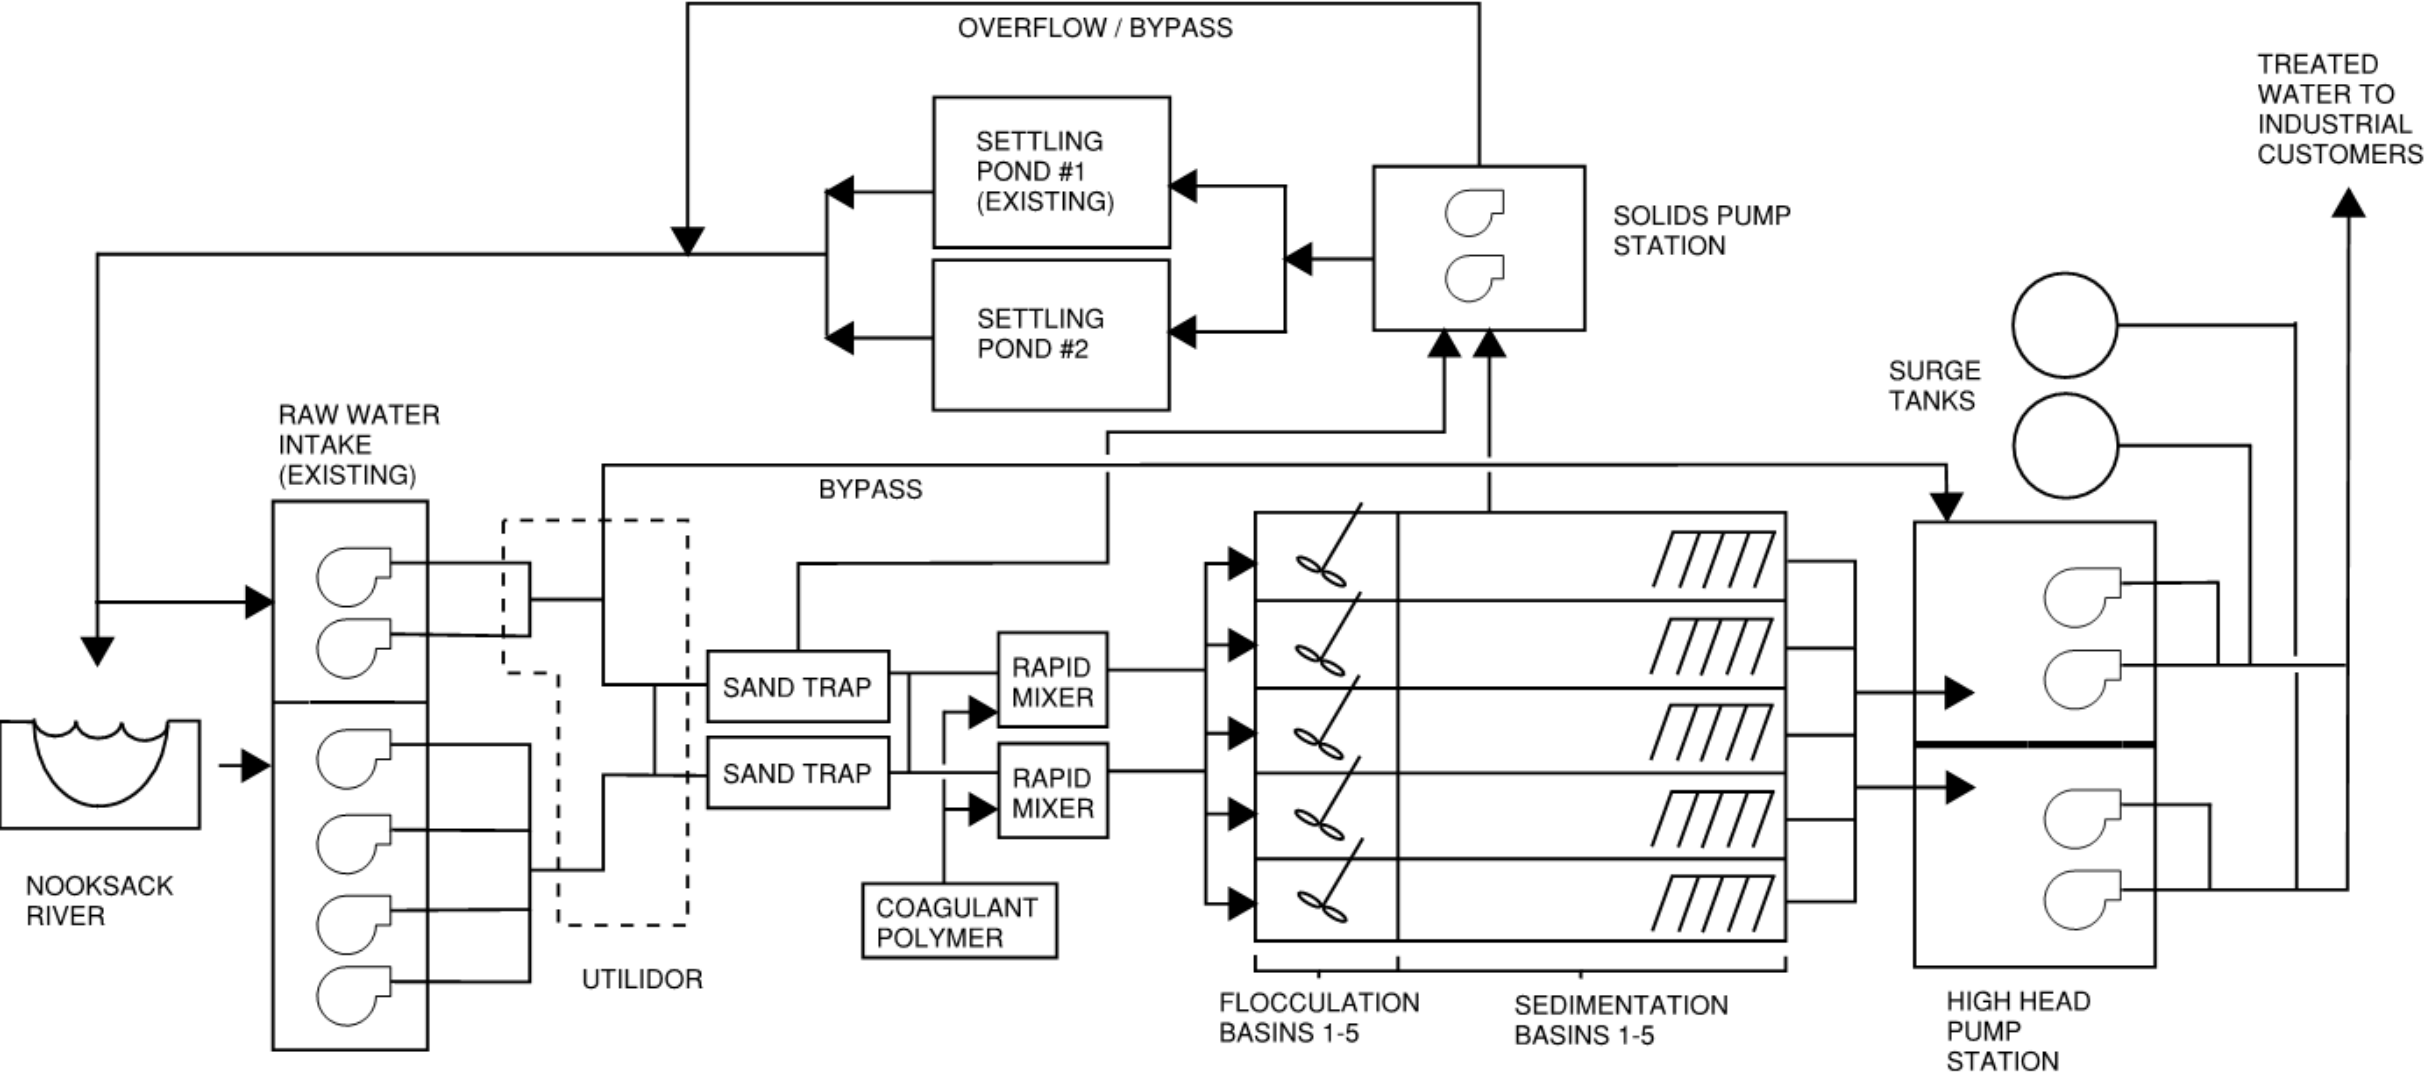 OVERFLOW / BYPASS
TREATED
WATER TO
INDUSTRIAL
CUSTOMERS
SETTLING
POND #1
(EXISTING)
SOLIDS PUMP
STATION
SETTLING
POND #2
SURGE
TANKS
RAW WATER
INTAKE
(EXISTING)
BYPASS
SAND TRAP
RAPID
MIXER
SAND TRAP
RAPID
MIXER
NOOKSACK
RIVER
COAGULANT
POLYMER
UTILIDOR
FLOCCULATION
BASINS 1-5
SEDIMENTATION
BASINS 1-5
HIGH HEAD
PUMP
STATION